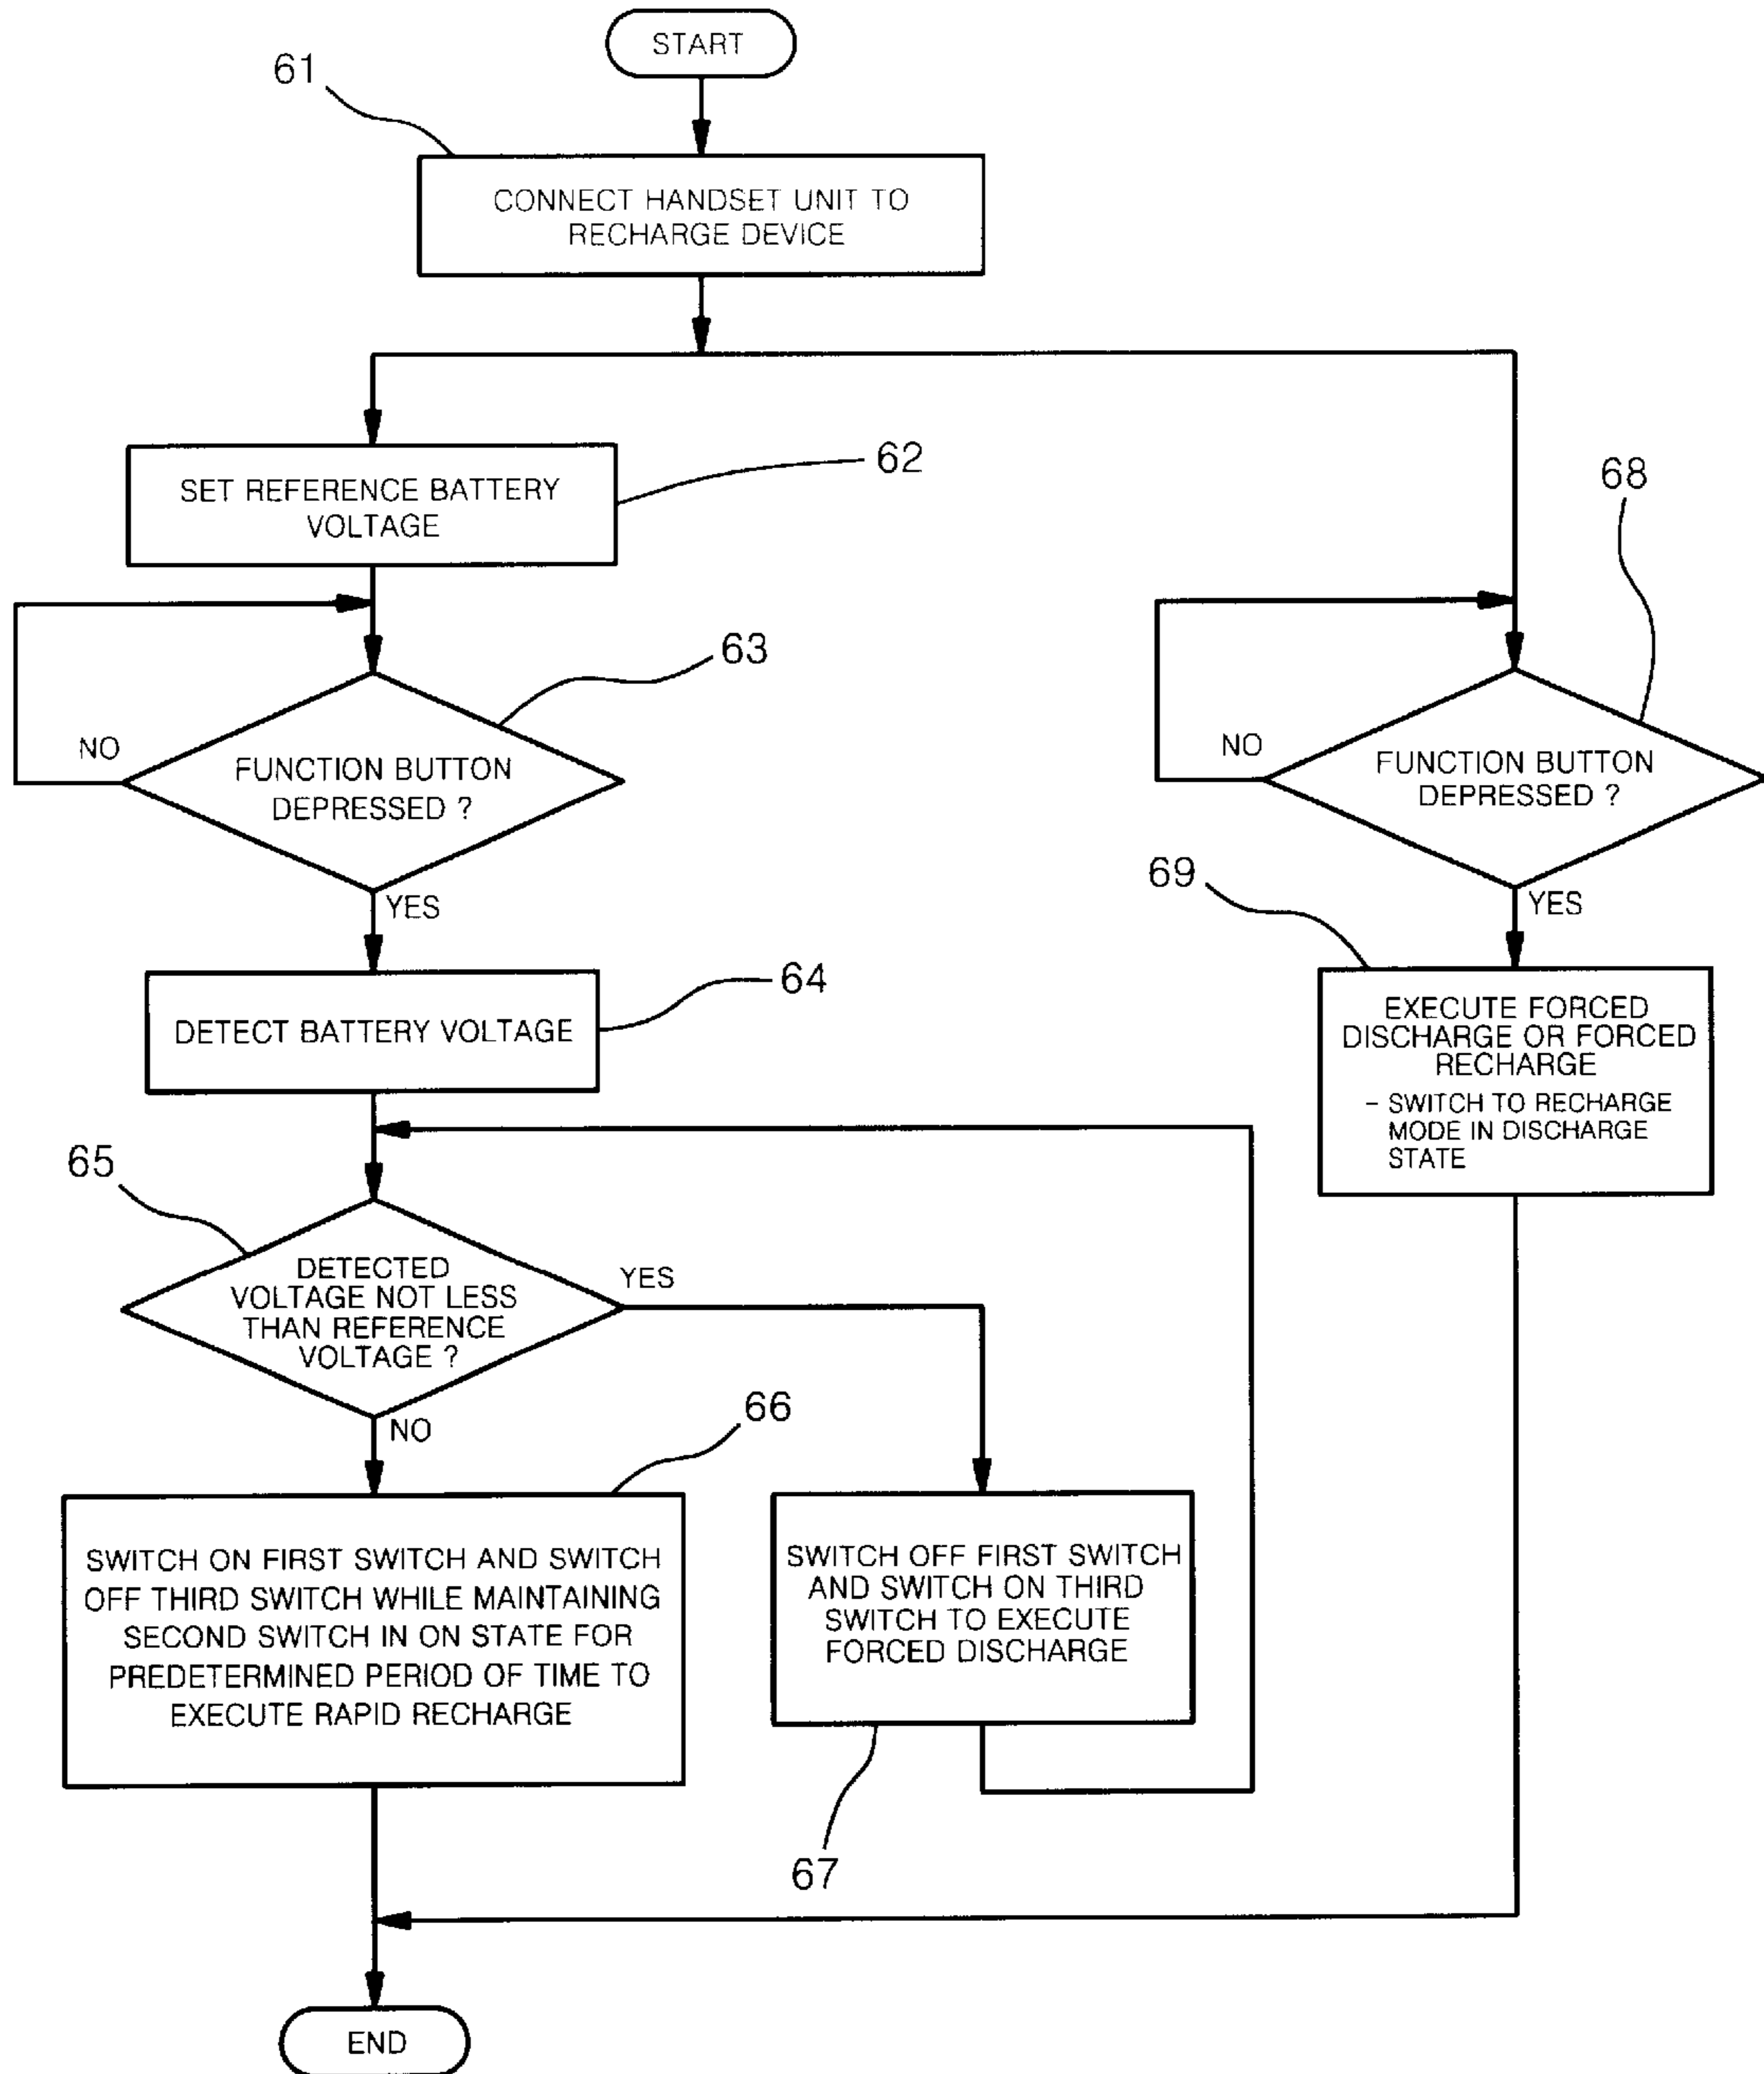 START
61
CONNECT HANDSET UNIT TO
RECHARGE DEVICE
SET REFERENCE BATTERY
VOLTAGE
62
68
63
NO
FUNCTION BUTTON
DEPRESSED ?
YES
NO
FUNCTION BUTTON
DEPRESSED ?
YES
64
DETECT BATTERY VOLTAGE
69
EXECUTE FORCED
DISCHARGE OR FORCED
RECHARGE
– SWITCH TO RECHARGE
MODE IN DISCHARGE
STATE
65
DETECTED
VOLTAGE NOT LESS
THAN REFERENCE
VOLTAGE ?
YES
NO
66
SWITCH ON FIRST SWITCH AND SWITCH
OFF THIRD SWITCH WHILE MAINTAINING
SECOND SWITCH IN ON STATE FOR
PREDETERMINED PERIOD OF TIME TO
EXECUTE RAPID RECHARGE
SWITCH OFF FIRST SWITCH
AND SWITCH ON THIRD
SWITCH TO EXECUTE
FORCED DISCHARGE
67
END